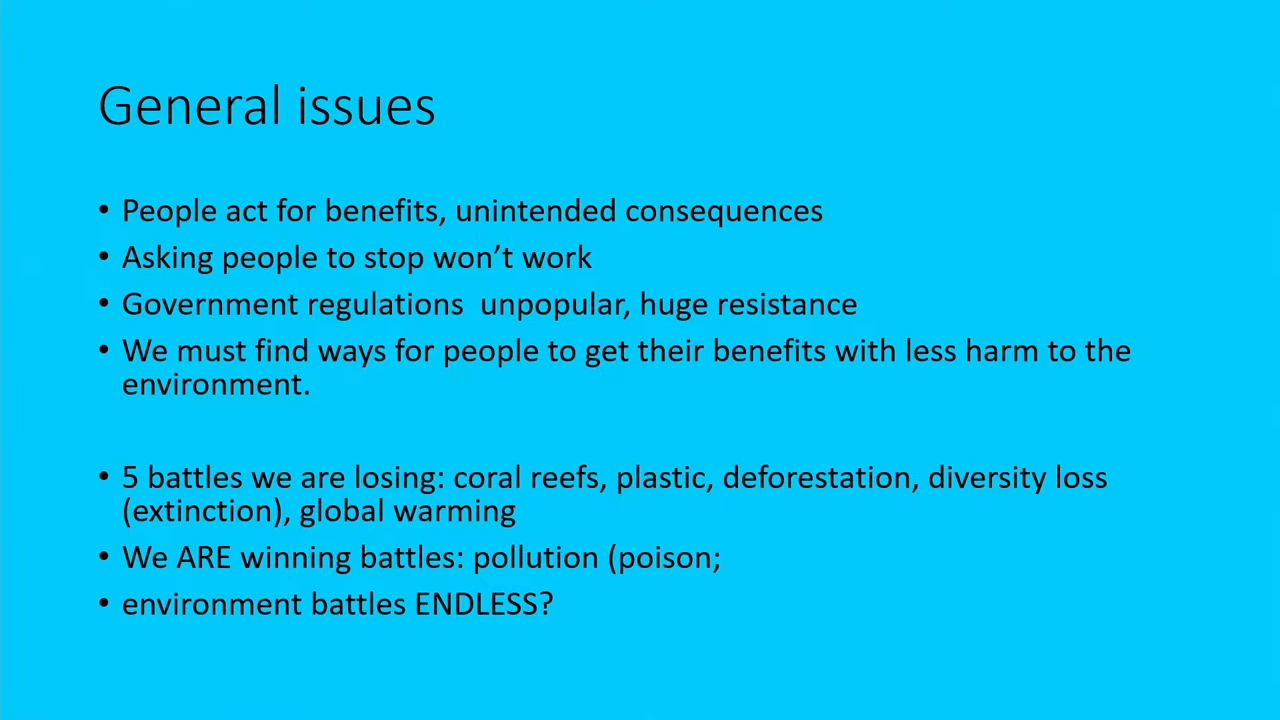 General issues
• People act for benefits, unintended consequences
• Asking people to stop won’t work
• Government regulations  unpopular, huge resistance
• We must find ways for people to get their benefits with less harm to the
environment.
• 5 battles we are losing: coral reefs, plastic, deforestation, diversity loss
(extinction), global warming
• We ARE winning battles: pollution (poison;
• environment battles ENDLESS?